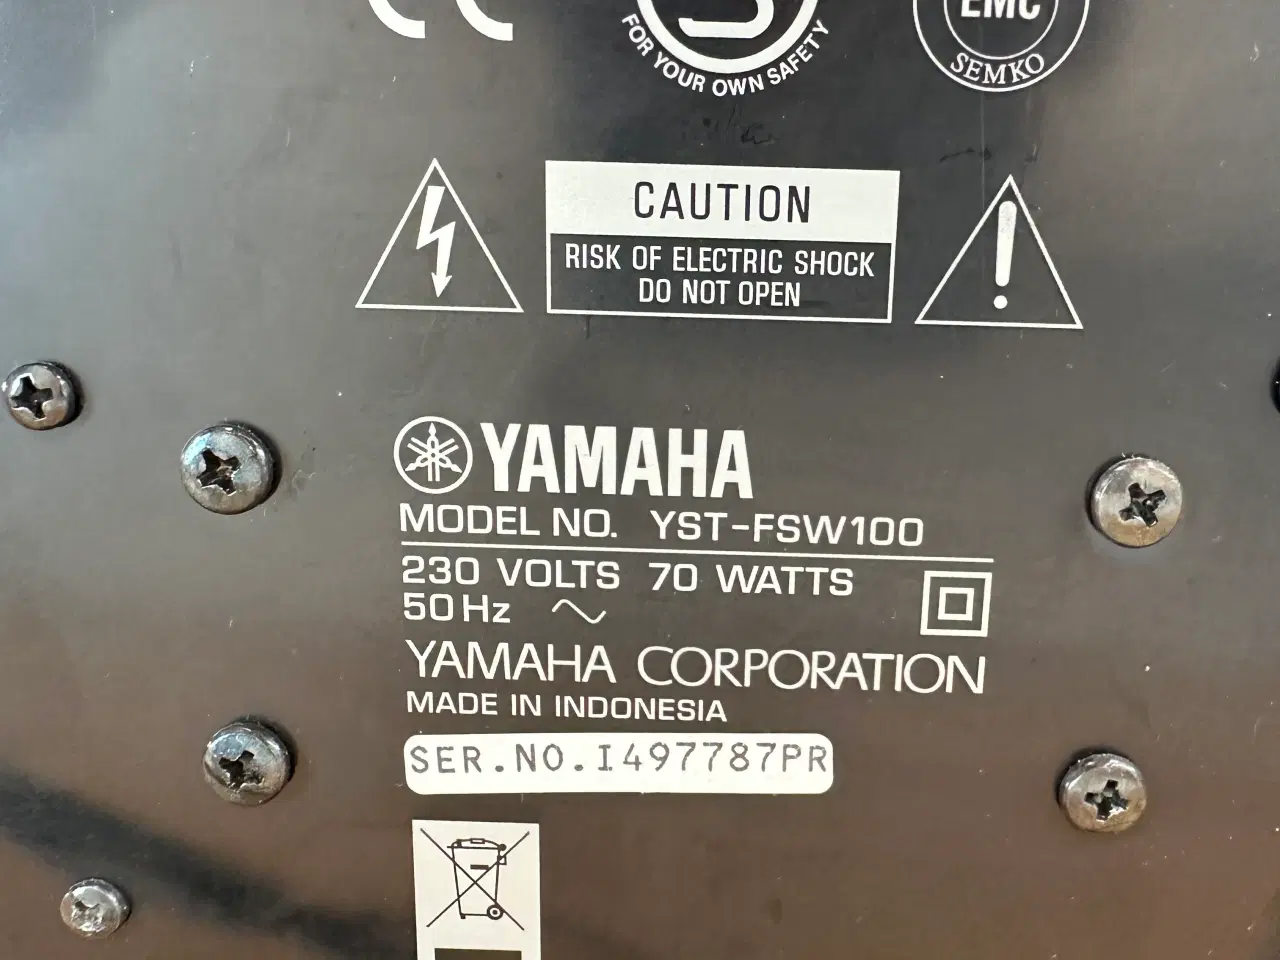 EMC
FOR YOUR OWN SAFETY
SEMKO
CAUTION
RISK OF ELECTRIC SHOCK
DO NOT OPEN
YAMAHA
MODEL NO. YST-FSW100
230 VOLTS 70 WATTS
50Hz
YAMAHA CORPORATION
MADE IN INDONESIA
SER.NO.I497787PR